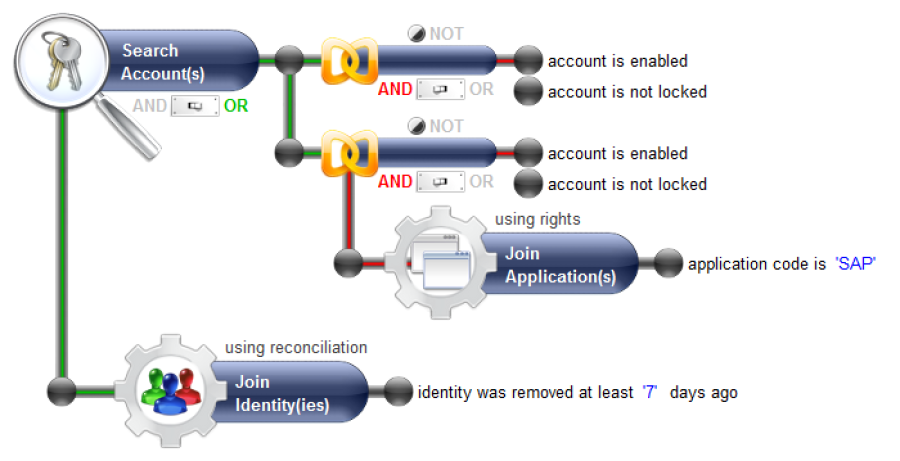 NOT
Search
Account(s)
account is enabled
AND OR
AND OR
account is not locked
NOT
account is enabled
AND OR
account is not locked
using rights
Join
Application(s)
application code is 'SAP'
using reconciliation
Join
Identity(ies)
identity was removed at least '7' days ago